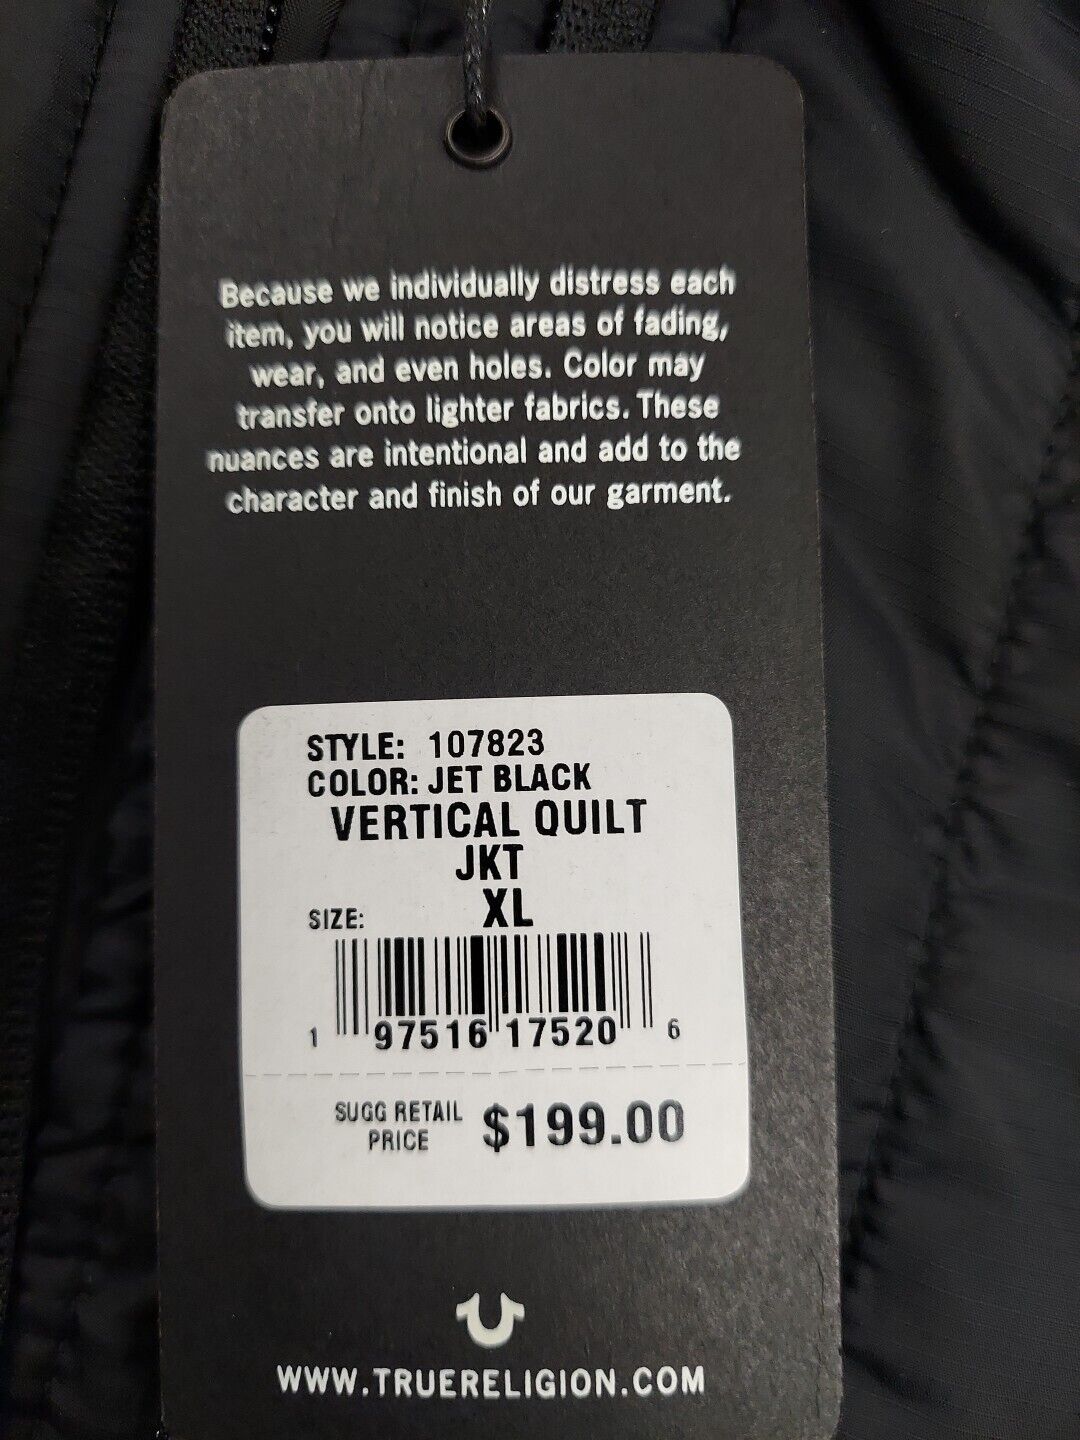 Because we individually distress each
item, you will notice areas of fading,
wear, and even holes. Color may
transfer onto lighter fabrics. These
nuances are intentional and add to the
character and finish of our garment.
STYLE: 107823
COLOR: JET BLACK
VERTICAL QUILT
JKT
SIZE: XL
1 97516 17520 6
SUGG RETAIL
PRICE $199.00
WWW.TRUERELIGION.COM